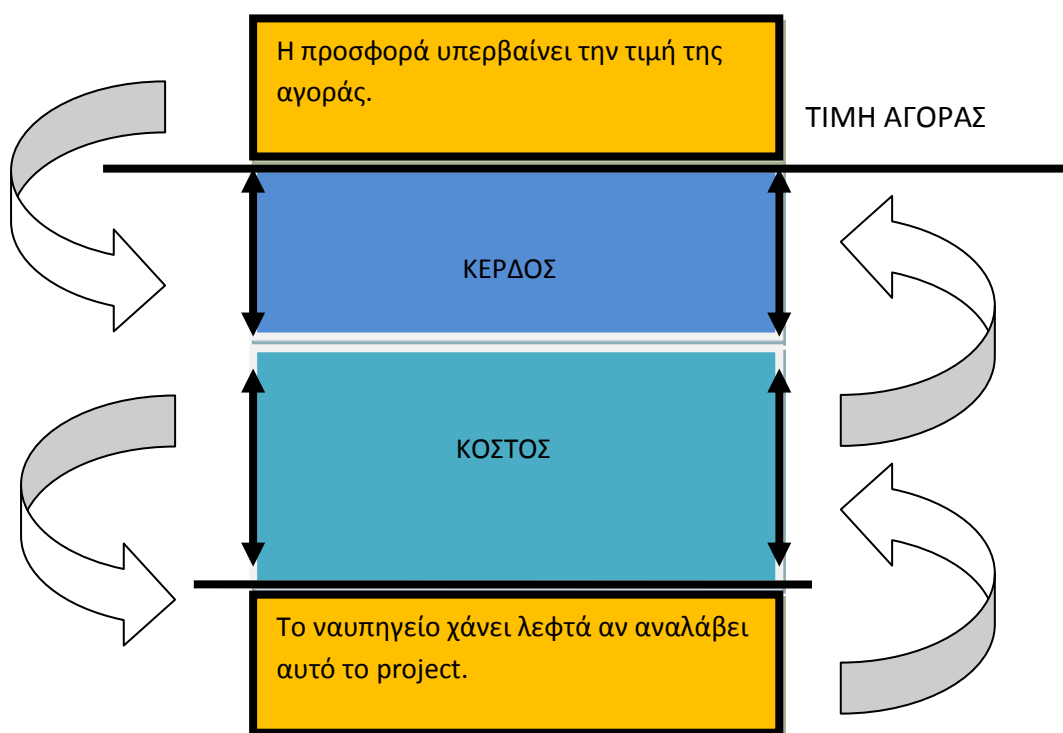 Η προσφορά υπερβαίνει την τιμή της
αγοράς.
ΤΙΜΗ ΑΓΟΡΑΣ
ΚΕΡΔΟΣ
ΚΟΣΤΟΣ
Το ναυπηγείο χάνει λεφτά αν αναλάβει
αυτό το project.